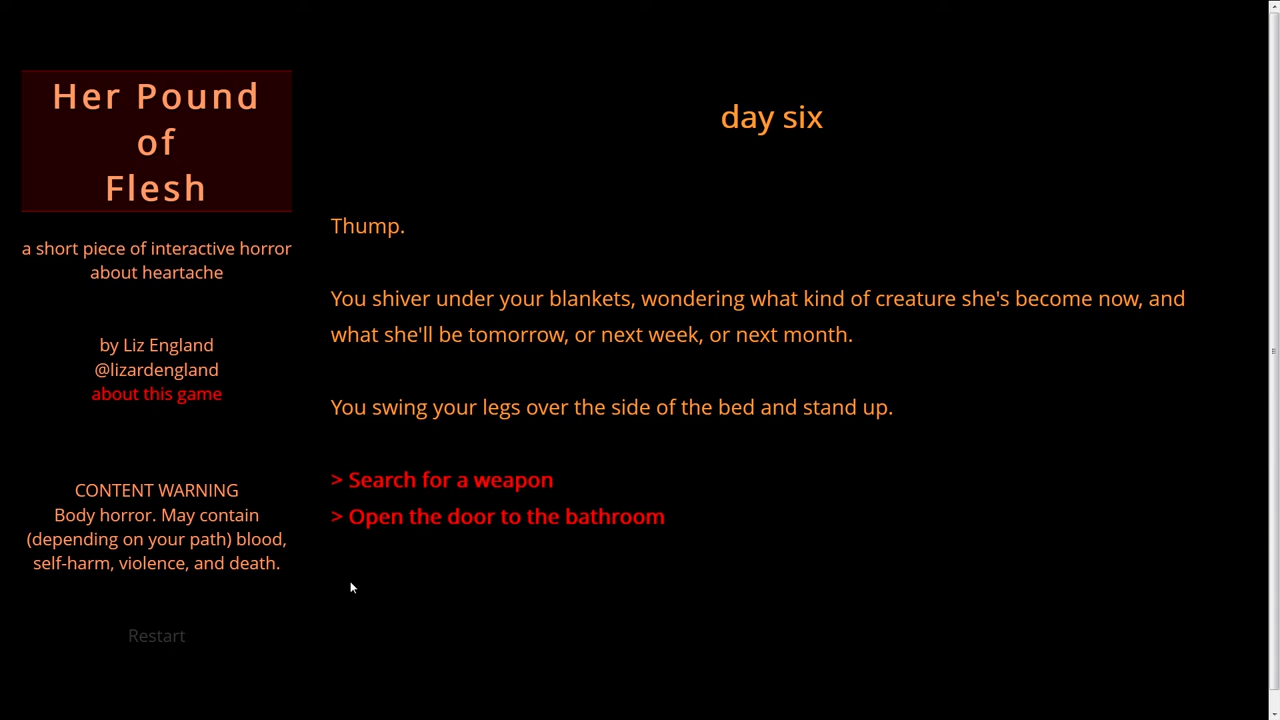 Her Pound
of
Flesh
a short piece of interactive horror
about heartache
by Liz England
@lizardengland
about this game
CONTENT WARNING
Body horror. May contain
(depending on your path) blood,
self-harm, violence, and death.
Restart
day six
Thump.
You shiver under your blankets, wondering what kind of creature she's become now, and
what she'll be tomorrow, or next week, or next month.
You swing your legs over the side of the bed and stand up.
> Search for a weapon
> Open the door to the bathroom